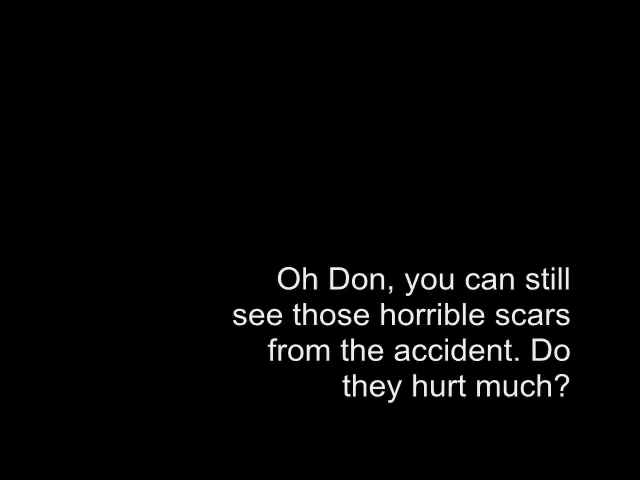 Oh Don, you can still
see those horrible scars
from the accident. Do
they hurt much?